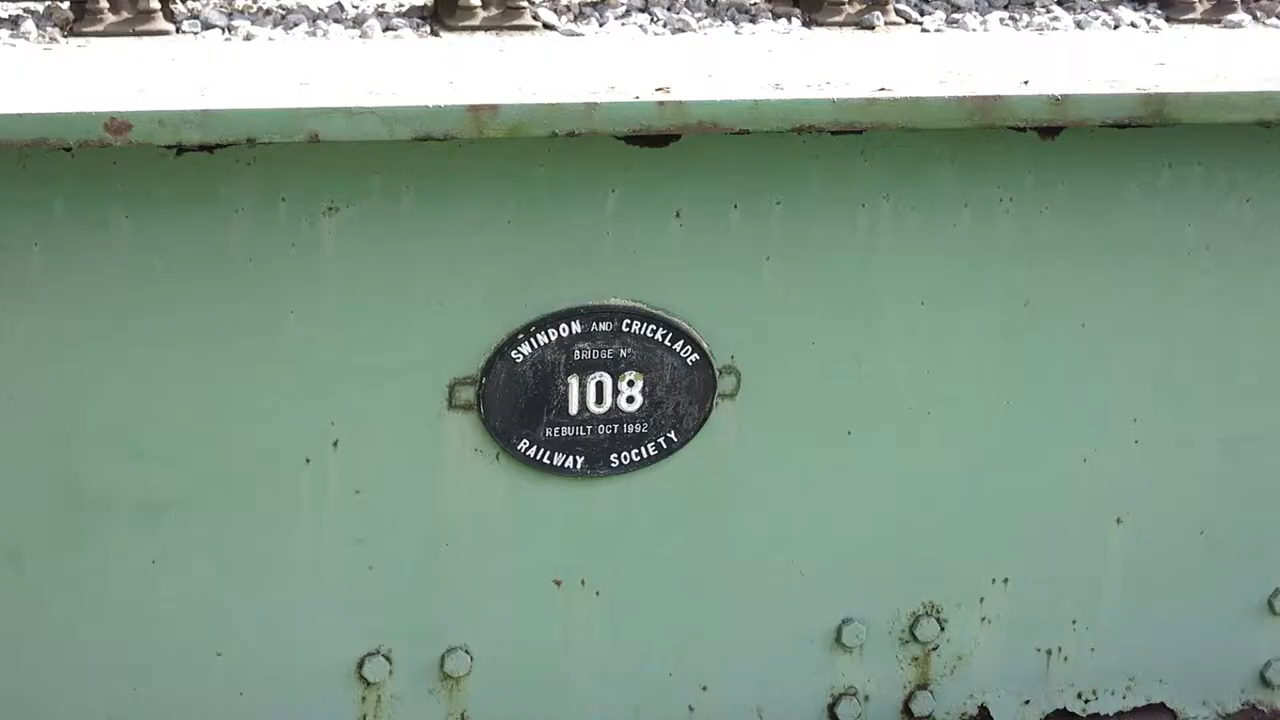 SWINDON AND CRICKLADE
BRIDGE Nº
108
REBUILT OCT 1992
RAILWAY SOCIETY